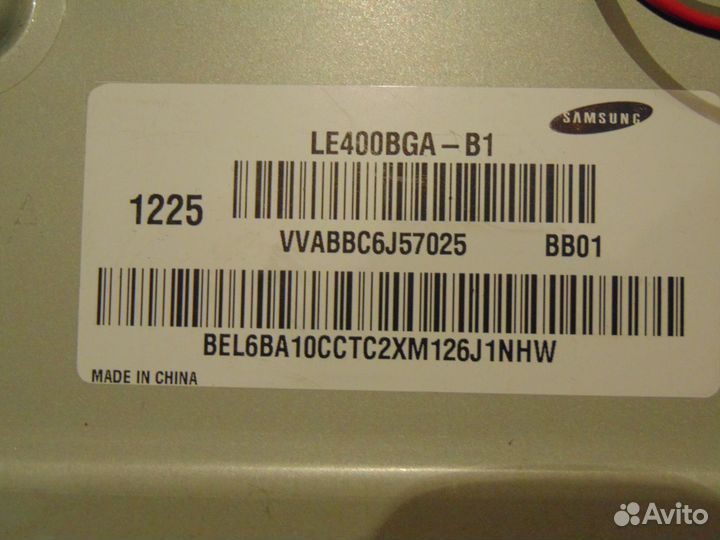 SAMSUNG
LE400BGA-B1
1225
VVABBC6J57025 BB01
BEL6BA10CCTC2XM126J1NHW
MADE IN CHINA
Avito